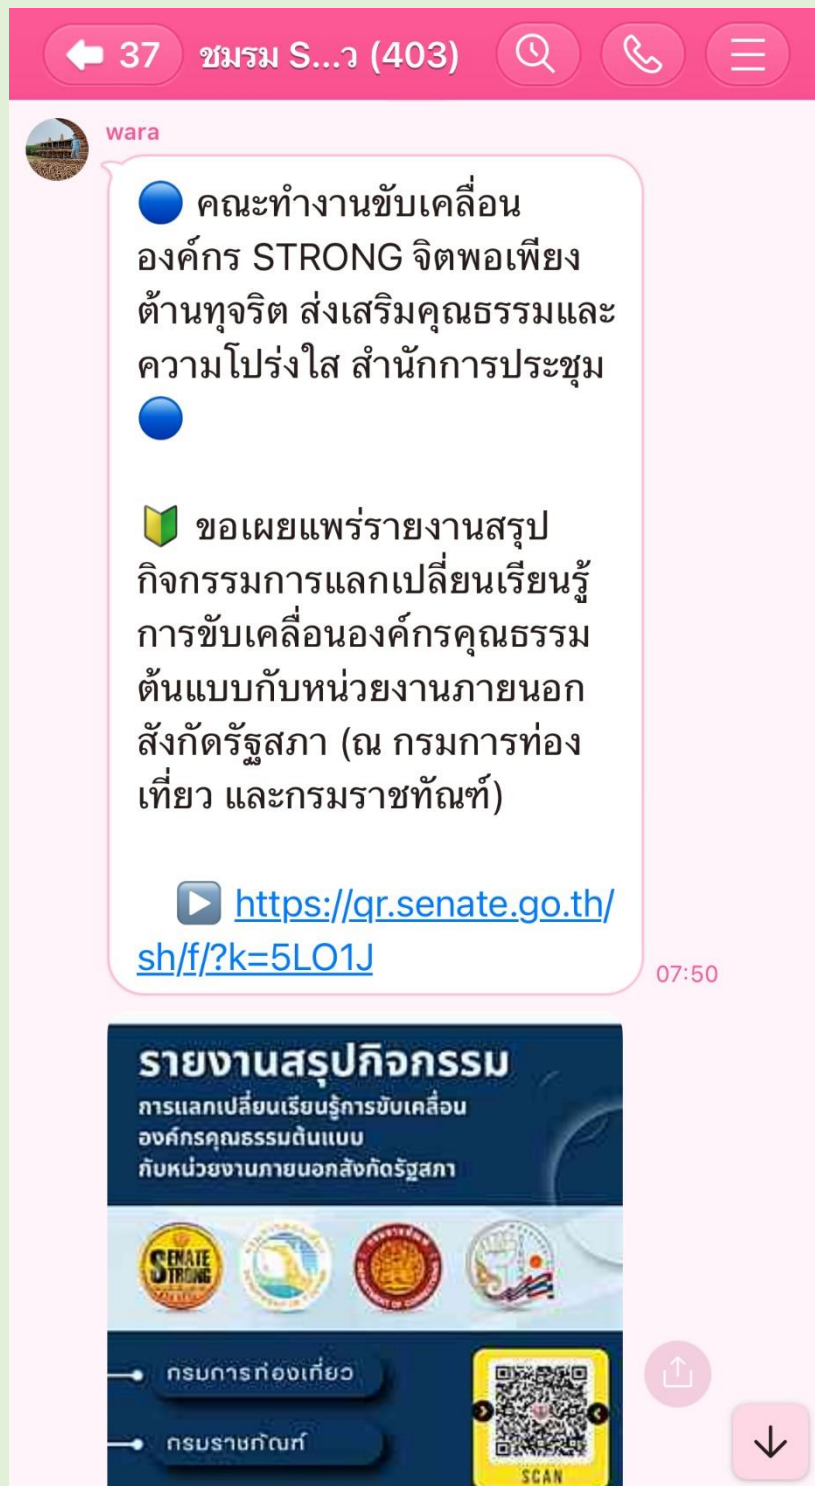 37 ชมรม S...ว (403)
wara
🔵 คณะทำงานขับเคลื่อน
องค์กร STRONG จิตพอเพียง
ต้านทุจริต ส่งเสริมคุณธรรมและ
ความโปร่งใส สำนักการประชุม
🔵
🔰 ขอเผยแพร่รายงานสรุป
กิจกรรมการแลกเปลี่ยนเรียนรู้
การขับเคลื่อนองค์กรคุณธรรม
ต้นแบบกับหน่วยงานภายนอก
สังกัดรัฐสภา (ณ กรมการท่อง
เที่ยว และกรมราชทัณฑ์)
▶️ https://qr.senate.go.th/
sh/f/?k=5LO1J
07:50
รายงานสรุปกิจกรรม
การแลกเปลี่ยนเรียนรู้การขับเคลื่อน
องค์กรคุณธรรมต้นแบบ
กับหน่วยงานภายนอกสังกัดรัฐสภา
SENATE
STRONG
กรมการท่องเที่ยว
กรมราชทัณฑ์
SCAN